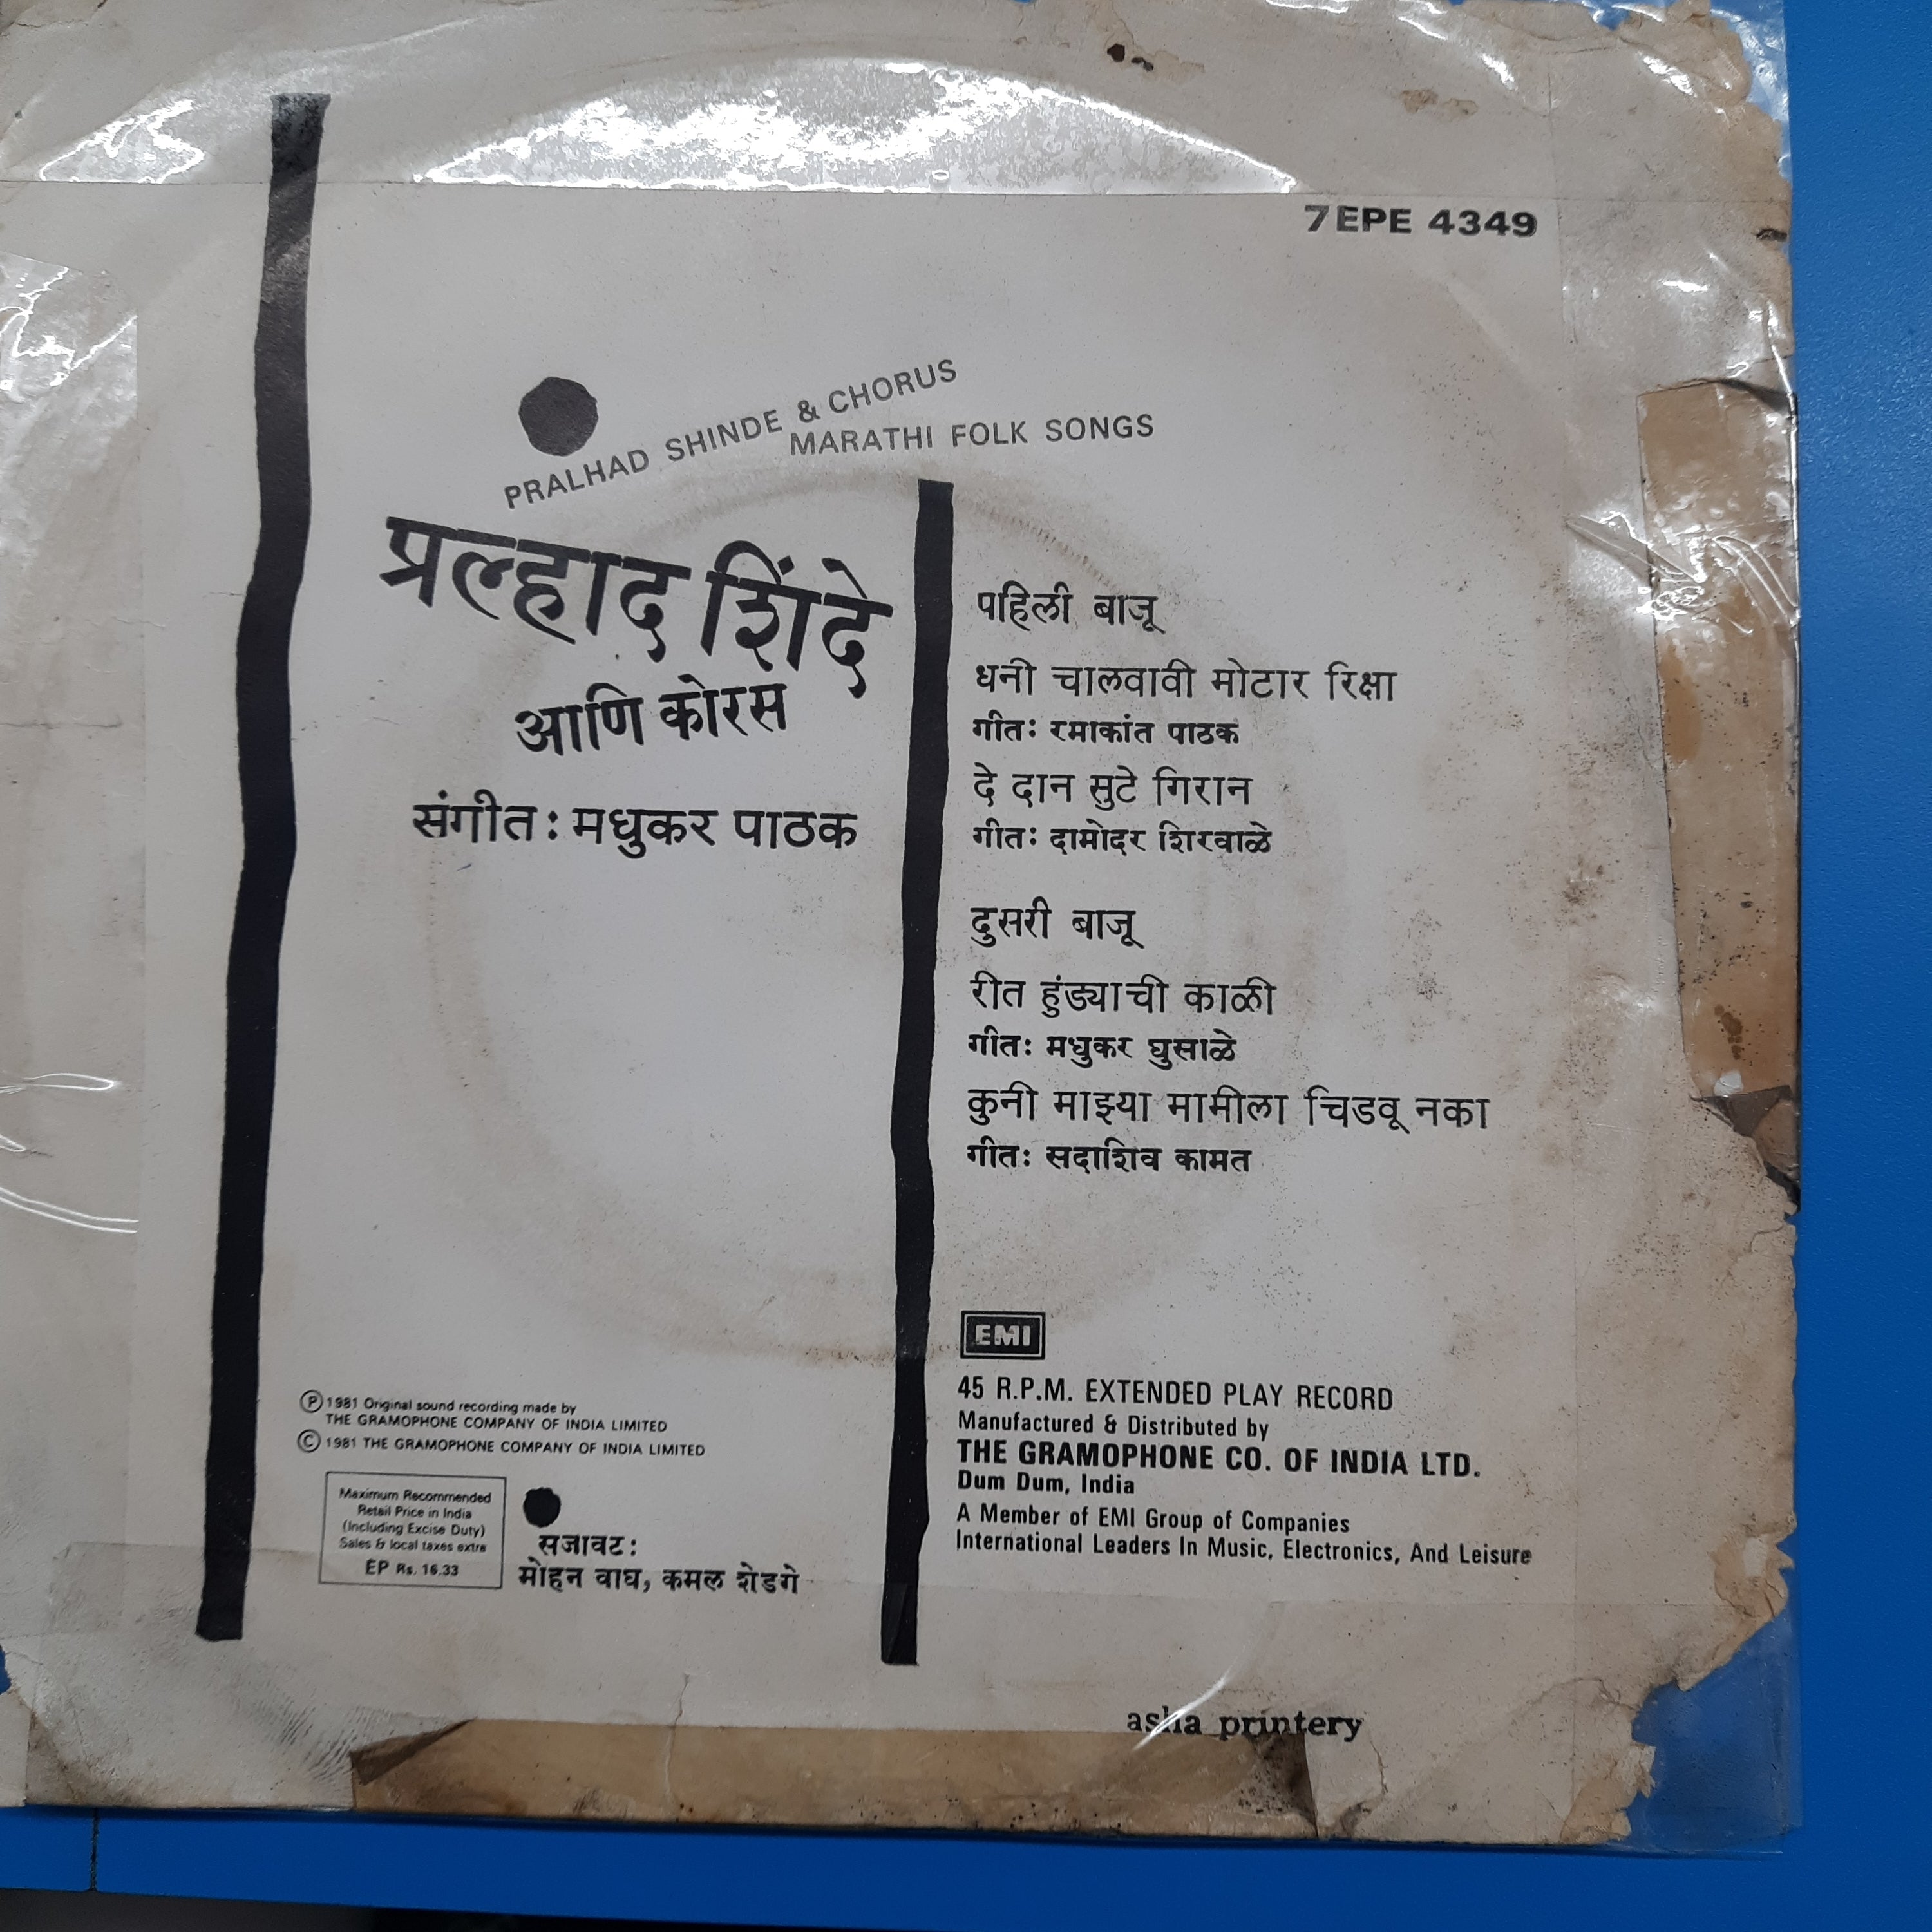 7EPE 4349
PRALHAD SHINDE & CHORUS
MARATHI FOLK SONGS
प्रल्हाद शिंदे
आणि कोरस
संगीत: मधुकर पाठक
पहिली बाजू
धनी चालवावी मोटार रिक्षा
गीत: रमाकांत पाठक
दे दान सुटे गिरान
गीत: दामोदर शिरवाळे
दुसरी बाजू
रीत हुंड्याची काळी
गीत: मधुकर घुसाळे
कुनी माझ्या मामीला चिडवू नका
गीत: सदाशिव कामत
Ⓟ 1981 Original sound recording made by
THE GRAMOPHONE COMPANY OF INDIA LIMITED
© 1981 THE GRAMOPHONE COMPANY OF INDIA LIMITED
Maximum Recommended
Retail Price in India
(Including Excise Duty)
Sales & local taxes extra
EP Rs. 16.33
सजावट:
मोहन वाघ, कमल शेडगे
EMI
45 R.P.M. EXTENDED PLAY RECORD
Manufactured & Distributed by
THE GRAMOPHONE CO. OF INDIA LTD.
Dum Dum, India
A Member of EMI Group of Companies
International Leaders In Music, Electronics, And Leisure
asha printery